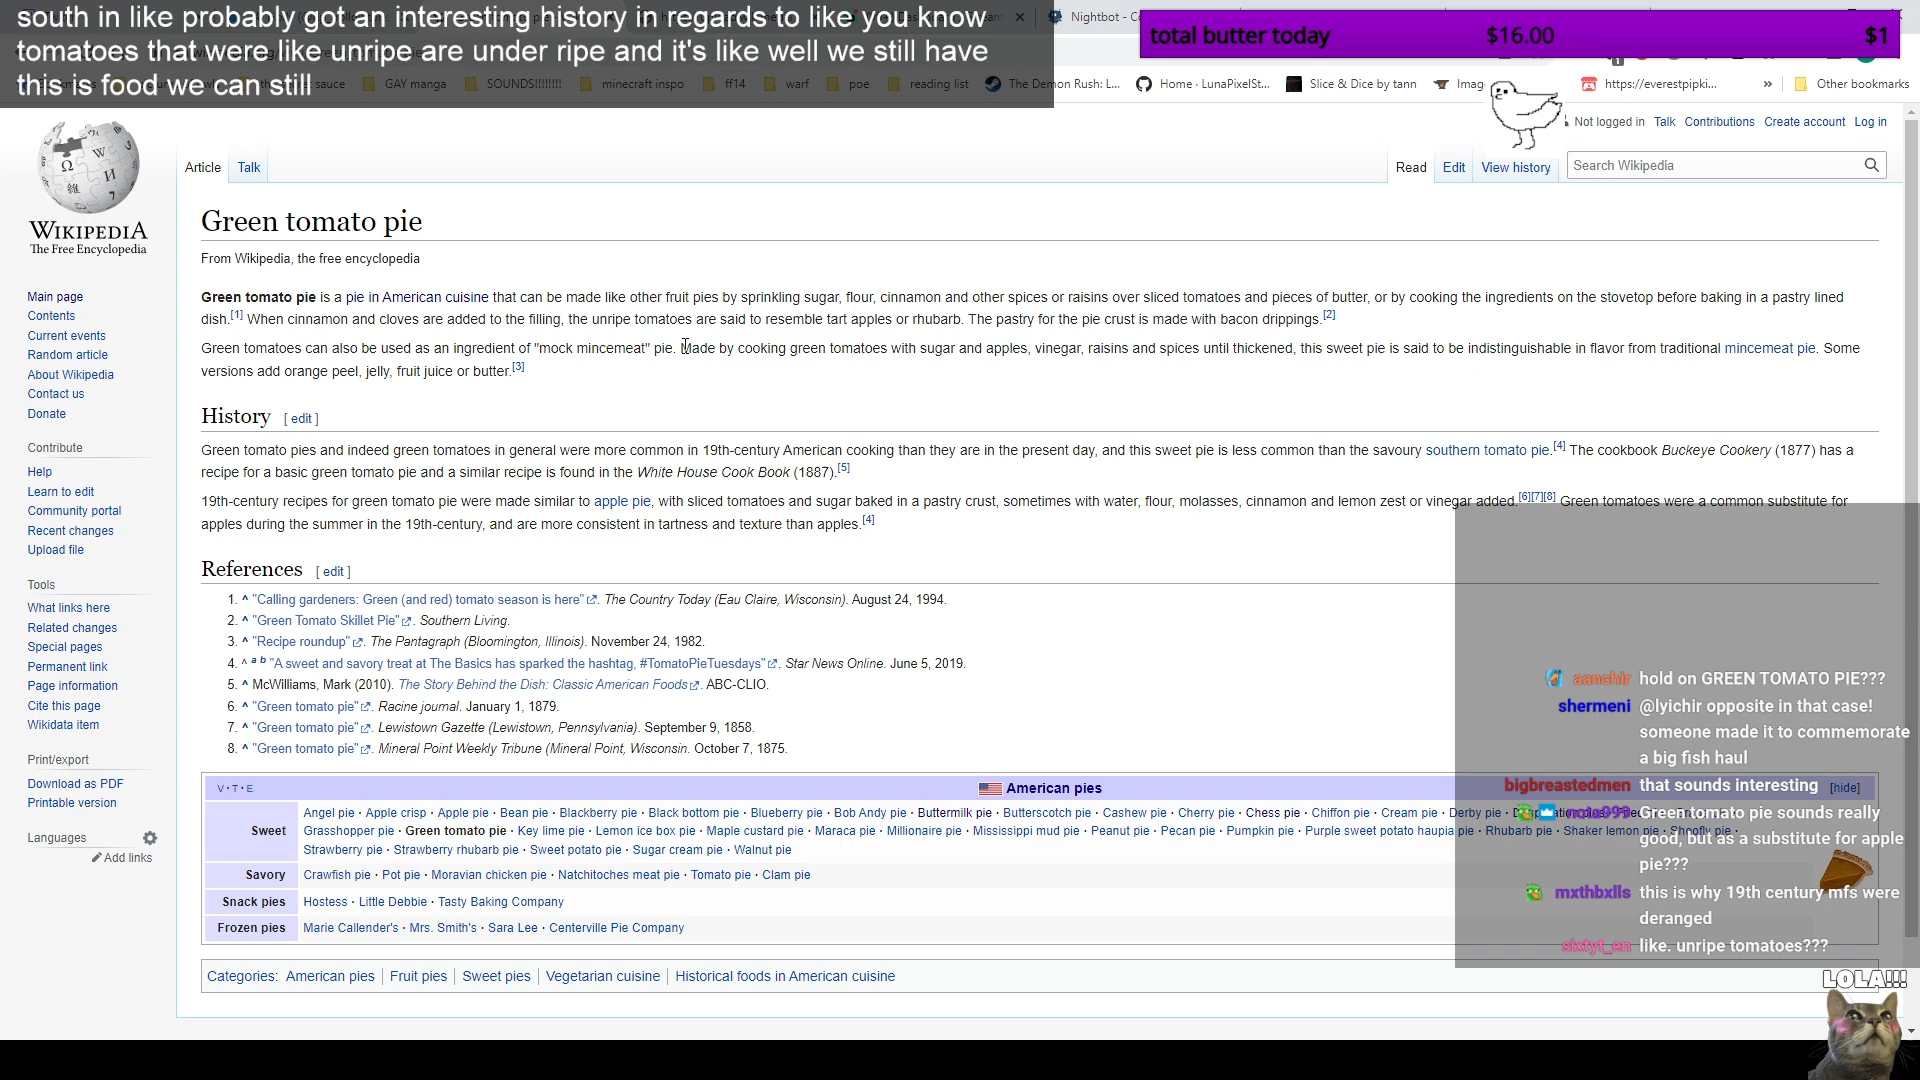 south in like probably got an interesting history in regards to like you know
tomatoes that were like unripe are under ripe and it's like well we still have
this is food we can still
Nightbot - C
total butter today $16.00 $1
sauce GAY manga SOUNDS!!!!!!!! minecraft inspo ff14 warf poe reading list The Demon Rush: L... Home · LunaPixelSt... Slice & Dice by tann Imag https://everestpipki... » Other bookmarks
Not logged in Talk Contributions Create account Log in
Article Talk Read Edit View history Search Wikipedia
WIKIPEDIA
The Free Encyclopedia
Main page
Contents
Current events
Random article
About Wikipedia
Contact us
Donate
Contribute
Help
Learn to edit
Community portal
Recent changes
Upload file
Tools
What links here
Related changes
Special pages
Permanent link
Page information
Cite this page
Wikidata item
Print/export
Download as PDF
Printable version
Languages
Add links
Green tomato pie
From Wikipedia, the free encyclopedia
Green tomato pie is a pie in American cuisine that can be made like other fruit pies by sprinkling sugar, flour, cinnamon and other spices or raisins over sliced tomatoes and pieces of butter, or by cooking the ingredients on the stovetop before baking in a pastry lined
dish.[1] When cinnamon and cloves are added to the filling, the unripe tomatoes are said to resemble tart apples or rhubarb. The pastry for the pie crust is made with bacon drippings.[2]
Green tomatoes can also be used as an ingredient of "mock mincemeat" pie. Made by cooking green tomatoes with sugar and apples, vinegar, raisins and spices until thickened, this sweet pie is said to be indistinguishable in flavor from traditional mincemeat pie. Some
versions add orange peel, jelly, fruit juice or butter.[3]
History [ edit ]
Green tomato pies and indeed green tomatoes in general were more common in 19th-century American cooking than they are in the present day, and this sweet pie is less common than the savoury southern tomato pie.[4] The cookbook Buckeye Cookery (1877) has a
recipe for a basic green tomato pie and a similar recipe is found in the White House Cook Book (1887).[5]
19th-century recipes for green tomato pie were made similar to apple pie, with sliced tomatoes and sugar baked in a pastry crust, sometimes with water, flour, molasses, cinnamon and lemon zest or vinegar added.[6][7][8] Green tomatoes were a common substitute for
apples during the summer in the 19th-century, and are more consistent in tartness and texture than apples.[4]
References [ edit ]
1. ^ "Calling gardeners: Green (and red) tomato season is here". The Country Today (Eau Claire, Wisconsin). August 24, 1994.
2. ^ "Green Tomato Skillet Pie". Southern Living.
3. ^ "Recipe roundup". The Pantagraph (Bloomington, Illinois). November 24, 1982.
4. ^ a b "A sweet and savory treat at The Basics has sparked the hashtag, #TomatoPieTuesdays". Star News Online. June 5, 2019.
5. ^ McWilliams, Mark (2010). The Story Behind the Dish: Classic American Foods. ABC-CLIO.
6. ^ "Green tomato pie". Racine journal. January 1, 1879.
7. ^ "Green tomato pie". Lewistown Gazette (Lewistown, Pennsylvania). September 9, 1858.
8. ^ "Green tomato pie". Mineral Point Weekly Tribune (Mineral Point, Wisconsin. October 7, 1875.
V·T·E American pies [hide]
Sweet
Angel pie · Apple crisp · Apple pie · Bean pie · Blackberry pie · Black bottom pie · Blueberry pie · Bob Andy pie · Buttermilk pie · Butterscotch pie · Cashew pie · Cherry pie · Chess pie · Chiffon pie · Cream pie · Derby pie ·
Grasshopper pie · Green tomato pie · Key lime pie · Lemon ice box pie · Maple custard pie · Maraca pie · Millionaire pie · Mississippi mud pie · Peanut pie · Pecan pie · Pumpkin pie · Purple sweet potato haupia pie · Rhubarb pie · Shaker lemon pie · Shoofly pie ·
Strawberry pie · Strawberry rhubarb pie · Sweet potato pie · Sugar cream pie · Walnut pie
Savory Crawfish pie · Pot pie · Moravian chicken pie · Natchitoches meat pie · Tomato pie · Clam pie
Snack pies Hostess · Little Debbie · Tasty Baking Company
Frozen pies Marie Callender's · Mrs. Smith's · Sara Lee · Centerville Pie Company
Categories: American pies | Fruit pies | Sweet pies | Vegetarian cuisine | Historical foods in American cuisine
aanchir hold on GREEN TOMATO PIE???
shermeni @lyichir opposite in that case!
someone made it to commemorate
a big fish haul
bigbreastedmen that sounds interesting
Green tomato pie sounds really
good, but as a substitute for apple
pie???
mxthbxlls this is why 19th century mfs were
deranged
sixtyt_en like. unripe tomatoes???
LOLA!!!